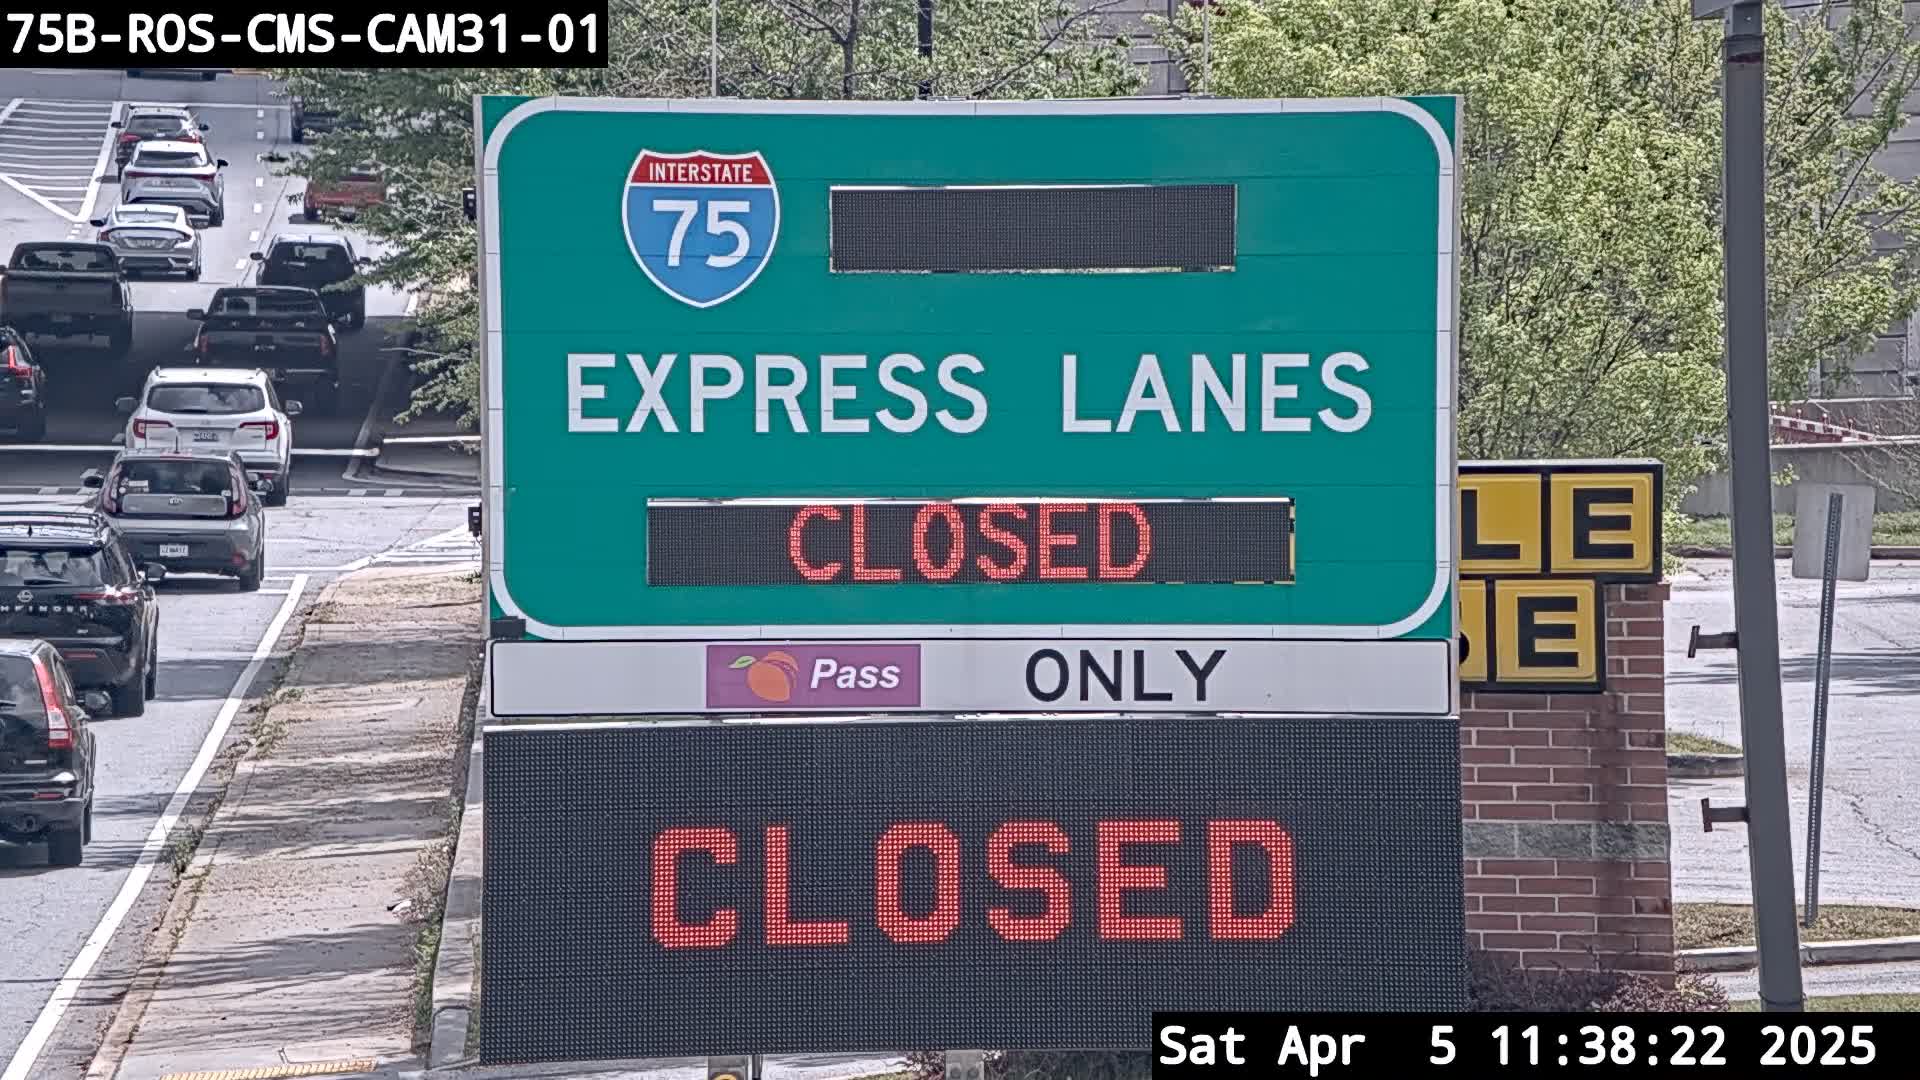 75B-ROS-CMS-CAM31-01
INTERSTATE
75
EXPRESS LANES
CLOSED
Pass ONLY
CLOSED
LE
E
Sat Apr 5 11:38:22 2025